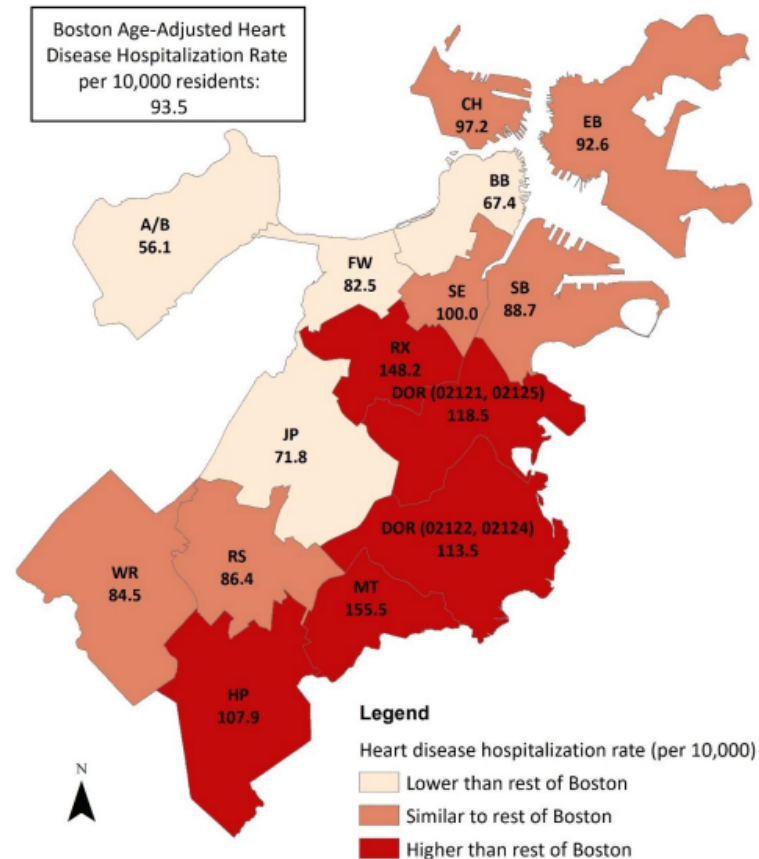 Boston Age-Adjusted Heart
Disease Hospitalization Rate
per 10,000 residents:
93.5
CH
97.2
EB
92.6
BB
67.4
A/B
56.1
FW
82.5
SE
100.0
SB
88.7
RX
148.2
DOR (02121, 02125)
118.5
JP
71.8
DOR (02122, 02124)
113.5
RS
86.4
WR
84.5
MT
155.5
HP
107.9
N
Legend
Heart disease hospitalization rate (per 10,000)
Lower than rest of Boston
Similar to rest of Boston
Higher than rest of Boston